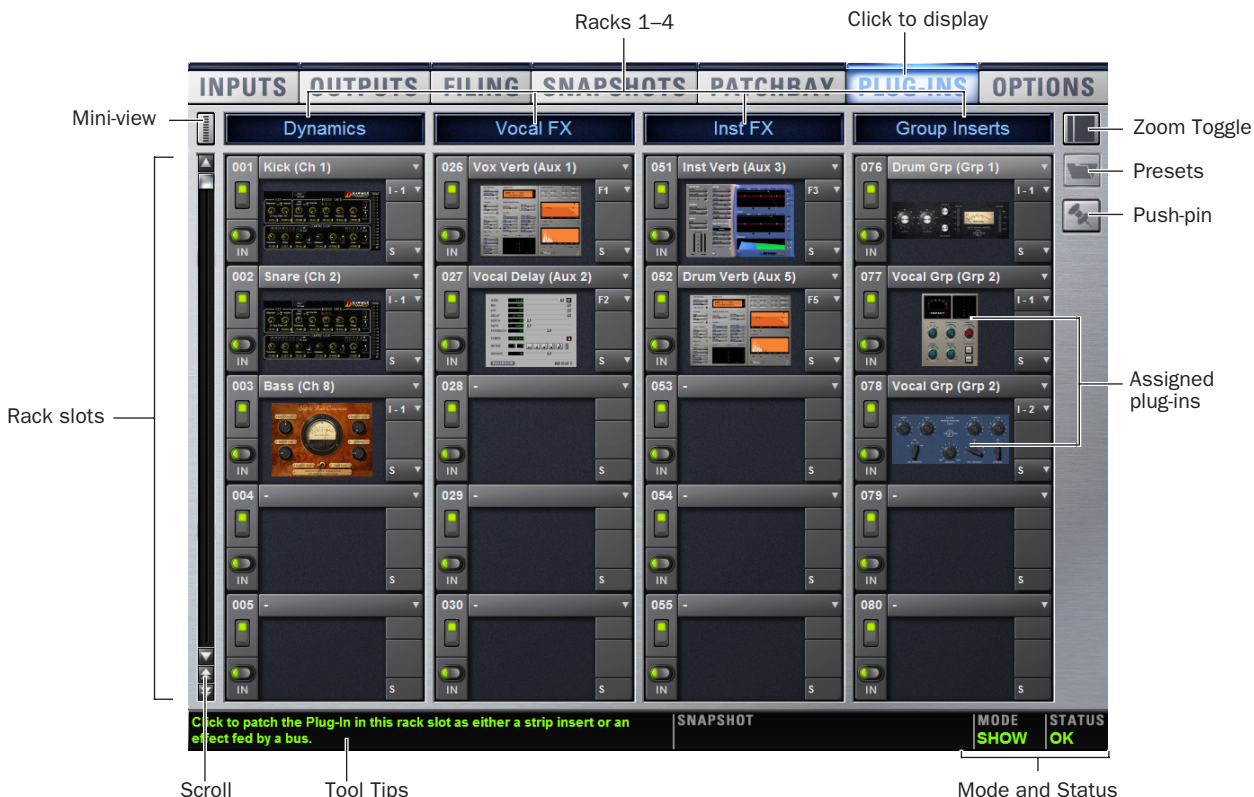 Racks 1–4
Click to display
INPUTS OUTPUTS FILING SNAPSHOTS PATCHBAY PLUG-INS OPTIONS
Mini-view
Dynamics Vocal FX Inst FX Group Inserts
Zoom Toggle
Presets
Push-pin
001 Kick (Ch 1)
I - 1
IN S
026 Vox Verb (Aux 1)
F1
IN S
051 Inst Verb (Aux 3)
F3
IN S
076 Drum Grp (Grp 1)
I - 1
IN S
002 Snare (Ch 2)
I - 1
IN S
027 Vocal Delay (Aux 2)
F2
IN S
052 Drum Verb (Aux 5)
F5
IN S
077 Vocal Grp (Grp 2)
I - 1
IN S
Rack slots
Assigned
plug-ins
003 Bass (Ch 8)
I - 1
IN S
028 -
IN S
053 -
IN S
078 Vocal Grp (Grp 2)
I - 2
IN S
004 -
IN S
029 -
IN S
054 -
IN S
079 -
IN S
005 -
IN S
030 -
IN S
055 -
IN S
080 -
IN S
Click to patch the Plug-In in this rack slot as either a strip insert or an
effect fed by a bus.
SNAPSHOT
MODE STATUS
SHOW OK
Scroll
Tool Tips
Mode and Status